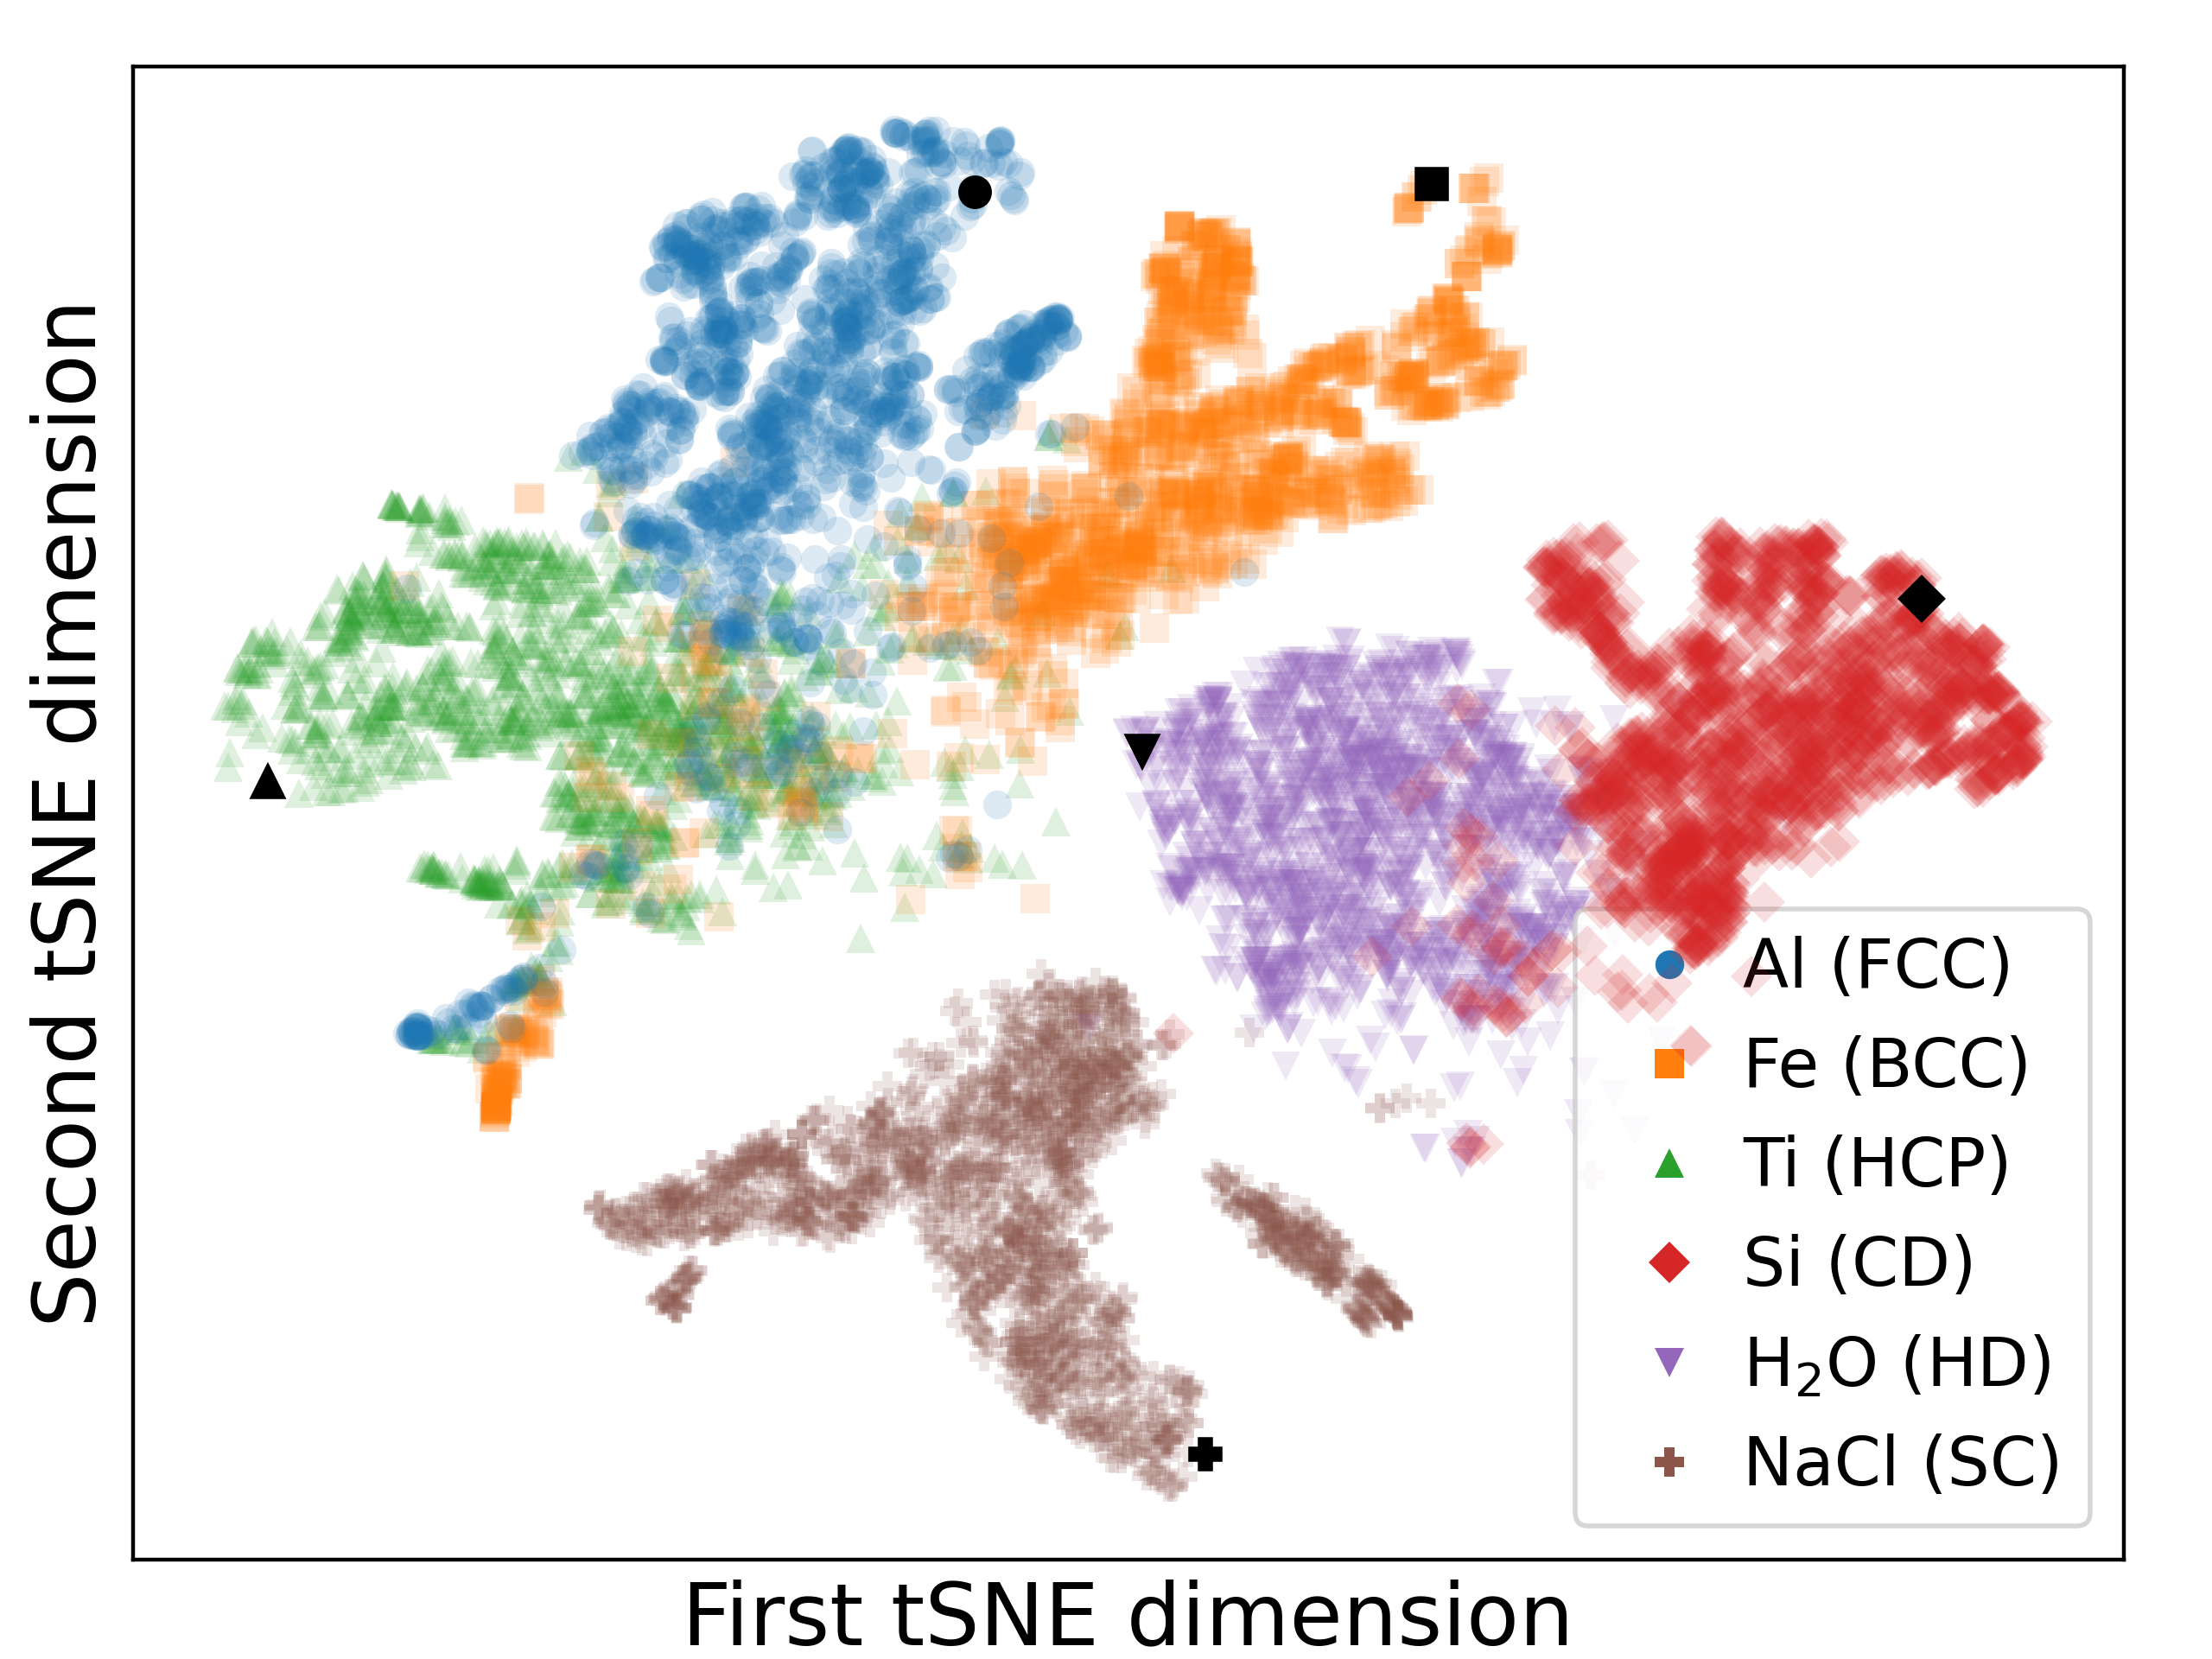 Second tSNE dimension
Al (FCC)
Fe (BCC)
Ti (HCP)
Si (CD)
H₂O (HD)
NaCl (SC)
First tSNE dimension